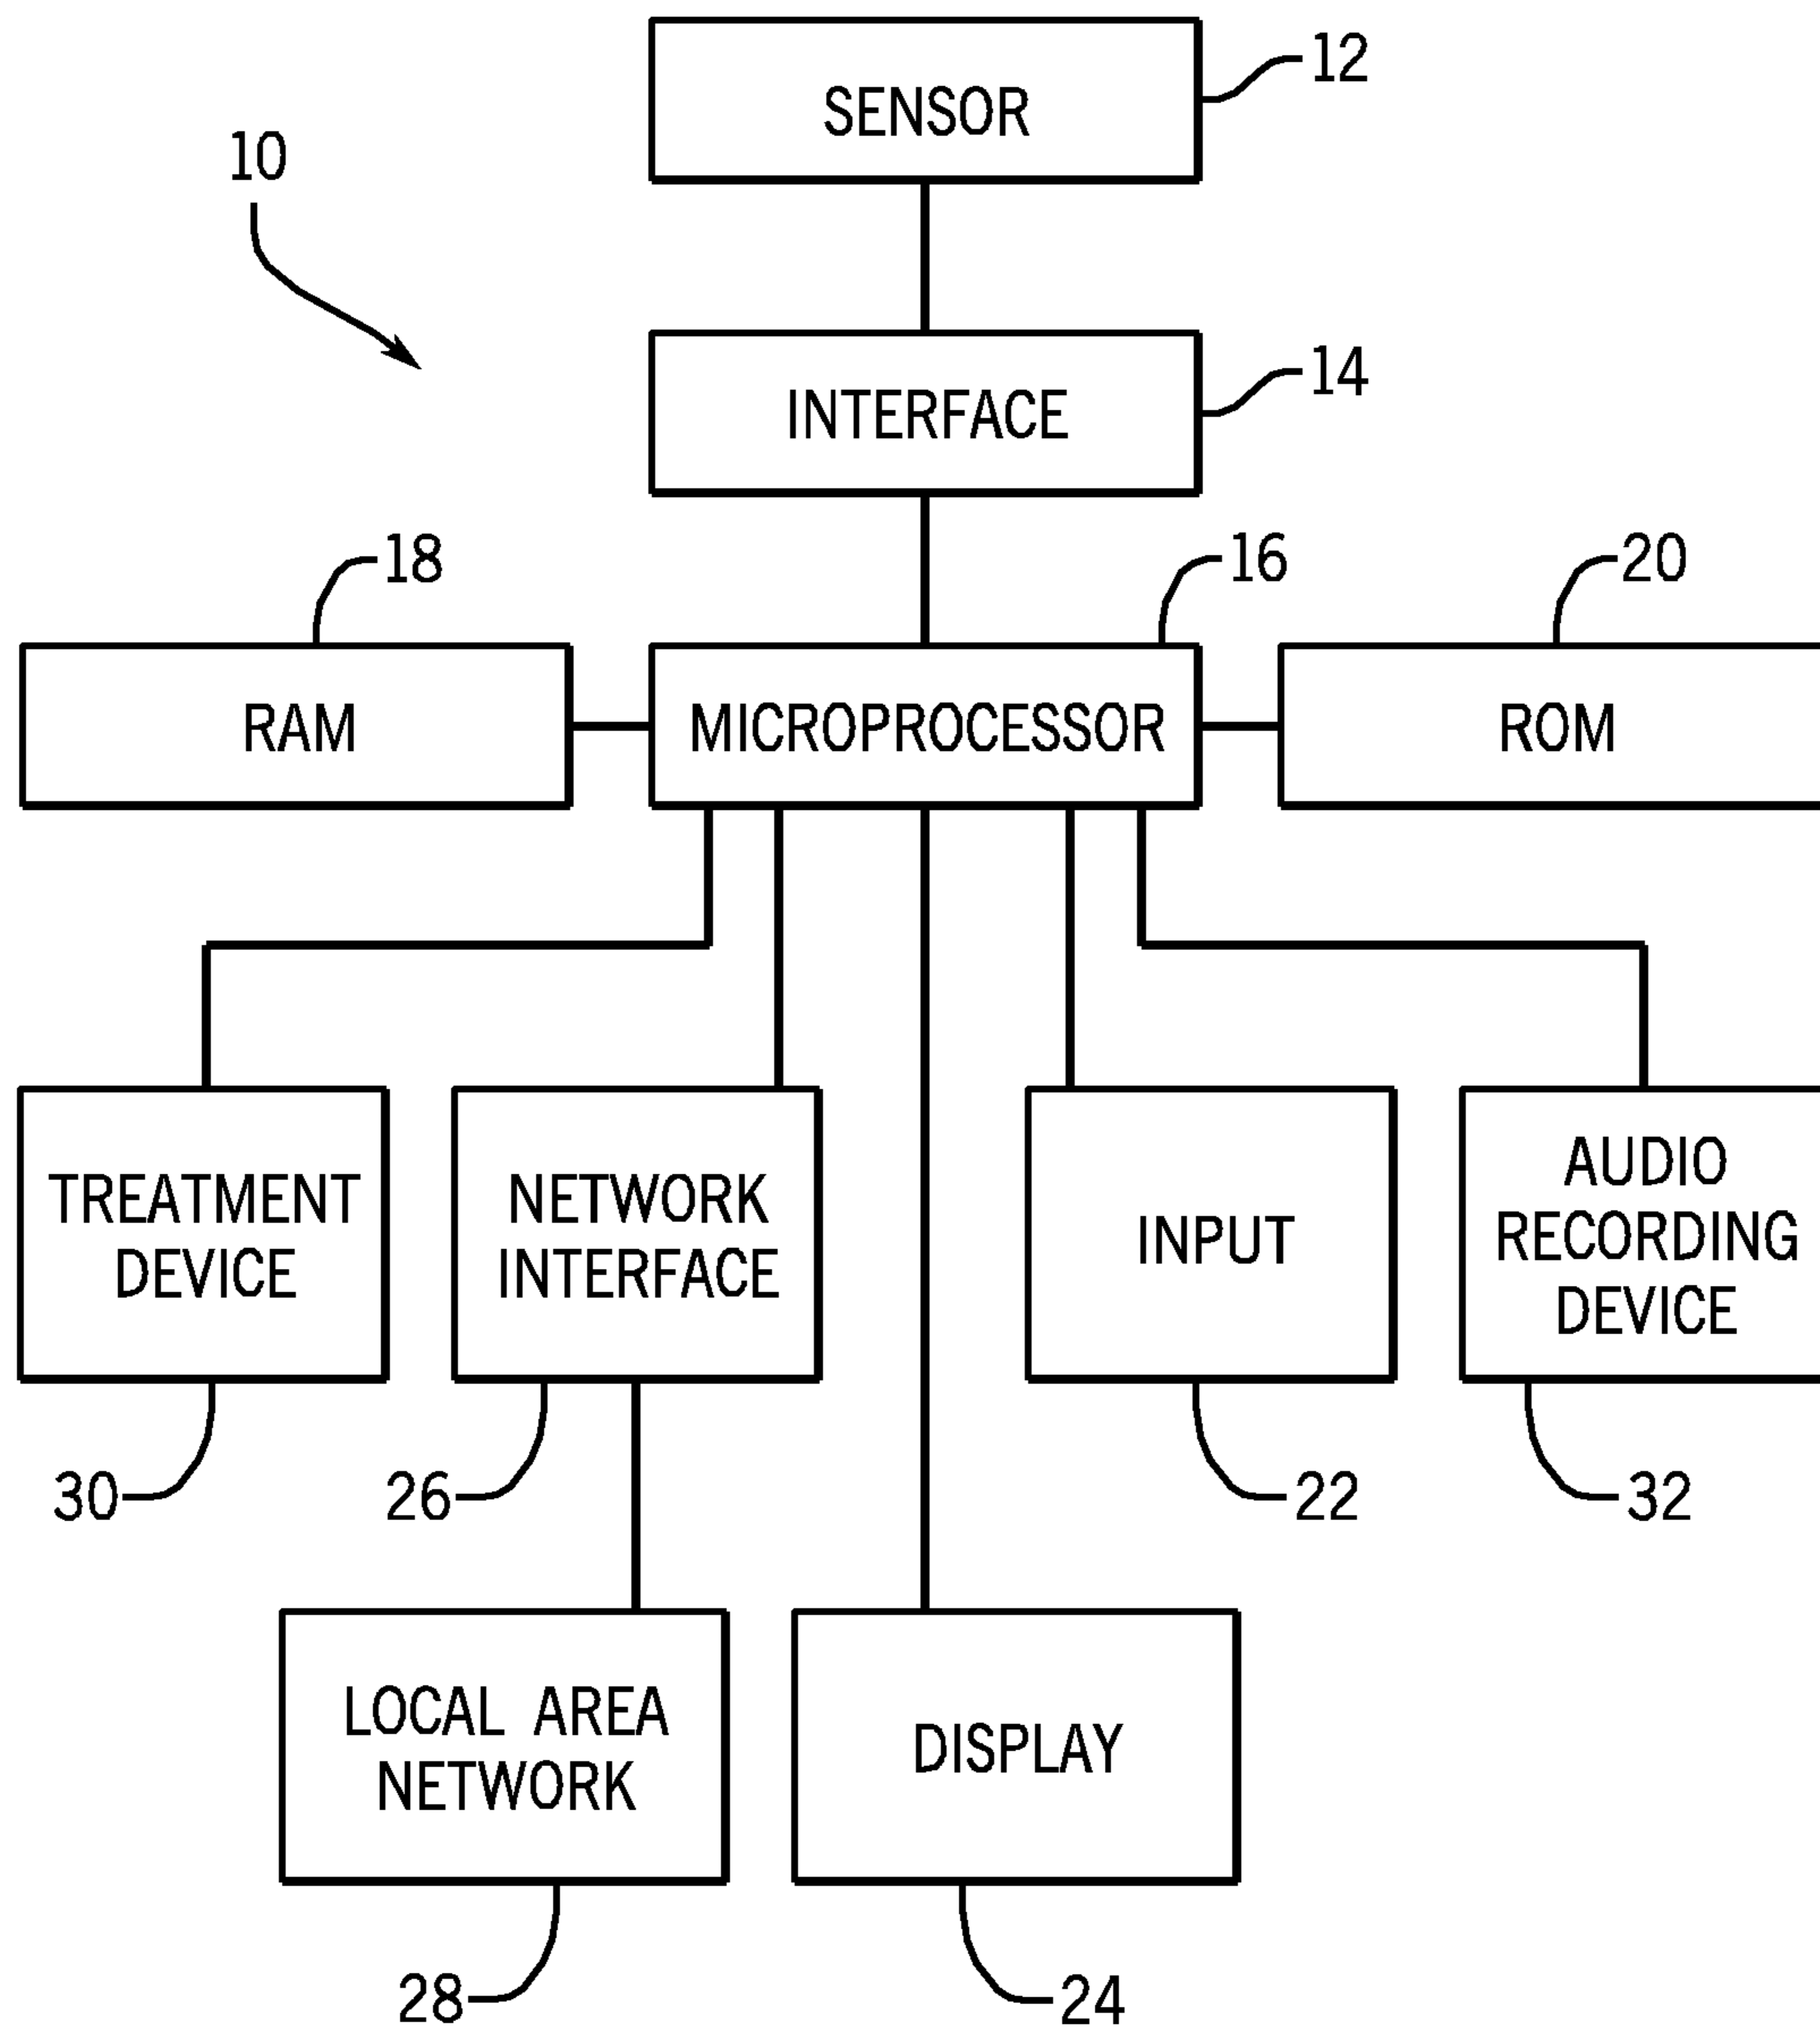 SENSOR
12
10
INTERFACE
14
18
16
20
RAM
MICROPROCESSOR
ROM
TREATMENT
DEVICE
NETWORK
INTERFACE
INPUT
AUDIO
RECORDING
DEVICE
30
26
22
32
LOCAL AREA
NETWORK
DISPLAY
28
24